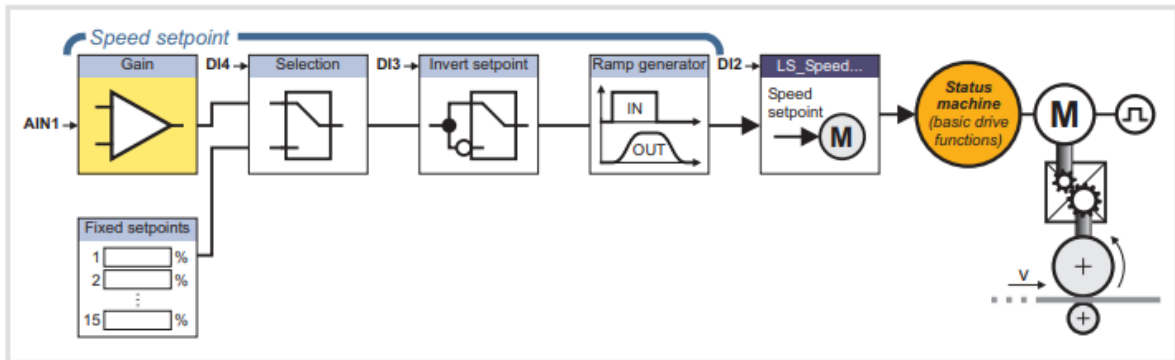 Speed setpoint
Gain
DI4
Selection
DI3
Invert setpoint
Ramp generator
DI2
LS_Speed...
AIN1
IN
OUT
Speed
setpoint
M
Status
machine
(basic drive
functions)
M
Fixed setpoints
1 %
2 %
⋮
15 %
V
+
+